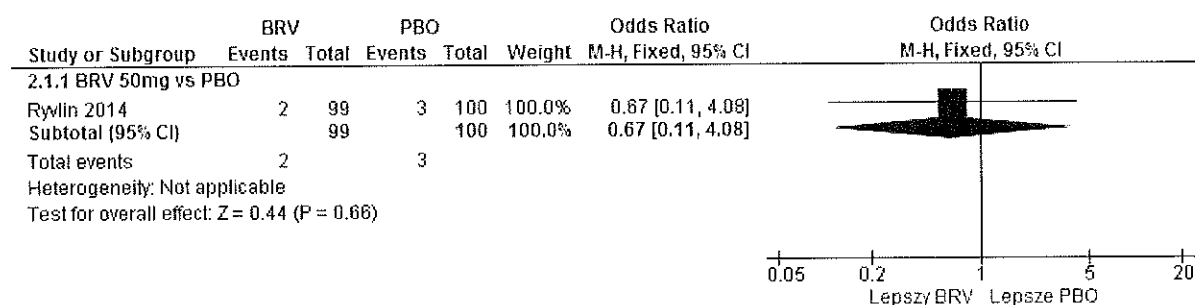 BRV PBO Odds Ratio Odds Ratio
Study or Subgroup Events Total Events Total Weight M-H, Fixed, 95% CI M-H, Fixed, 95% CI
2.1.1 BRV 50mg vs PBO
Ryvlin 2014 2 99 3 100 100.0% 0.67 [0.11, 4.08]
Subtotal (95% CI) 99 100 100.0% 0.67 [0.11, 4.08]
Total events 2 3
Heterogeneity: Not applicable
Test for overall effect: Z = 0.44 (P = 0.66)
0.05 0.2 1 5 20
Lepszy BRV Lepsze PBO